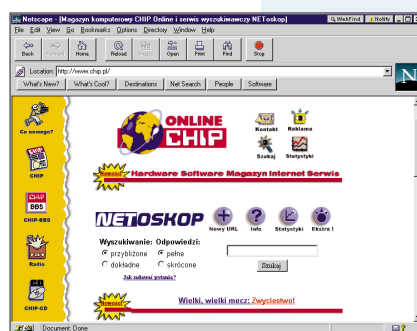 Netscape - [Magazyn komputerowy CHIP Online i serwis wyszukiwawczy NEToskop]
WebFind Notify
File Edit View Go Bookmarks Options Directory Window Help
Back Forward Home Reload Images Open Print Find Stop
Location: http://www.chip.pl/
N
What's New? What's Cool? Destinations Net Search People Software
Co nowego?
CHIP
CHIP-BBS
Radio
CHIP-CD
CHIP
BBS
ONLINE
CHIP
Kontakt Reklama
Szukaj Statystyki
Nowości! Hardware Software Magazyn Internet Serwis
NETOSKOP
Nowy URL Info Statystyki Ekstra !
Wyszukiwanie: Odpowiedzi:
przybliżone pełne
dokładne skrócone
Szukaj
Jak zadawać pytania?
Nowości! Wielki, wielki mecz: Zwycięstwo!
Document: Done